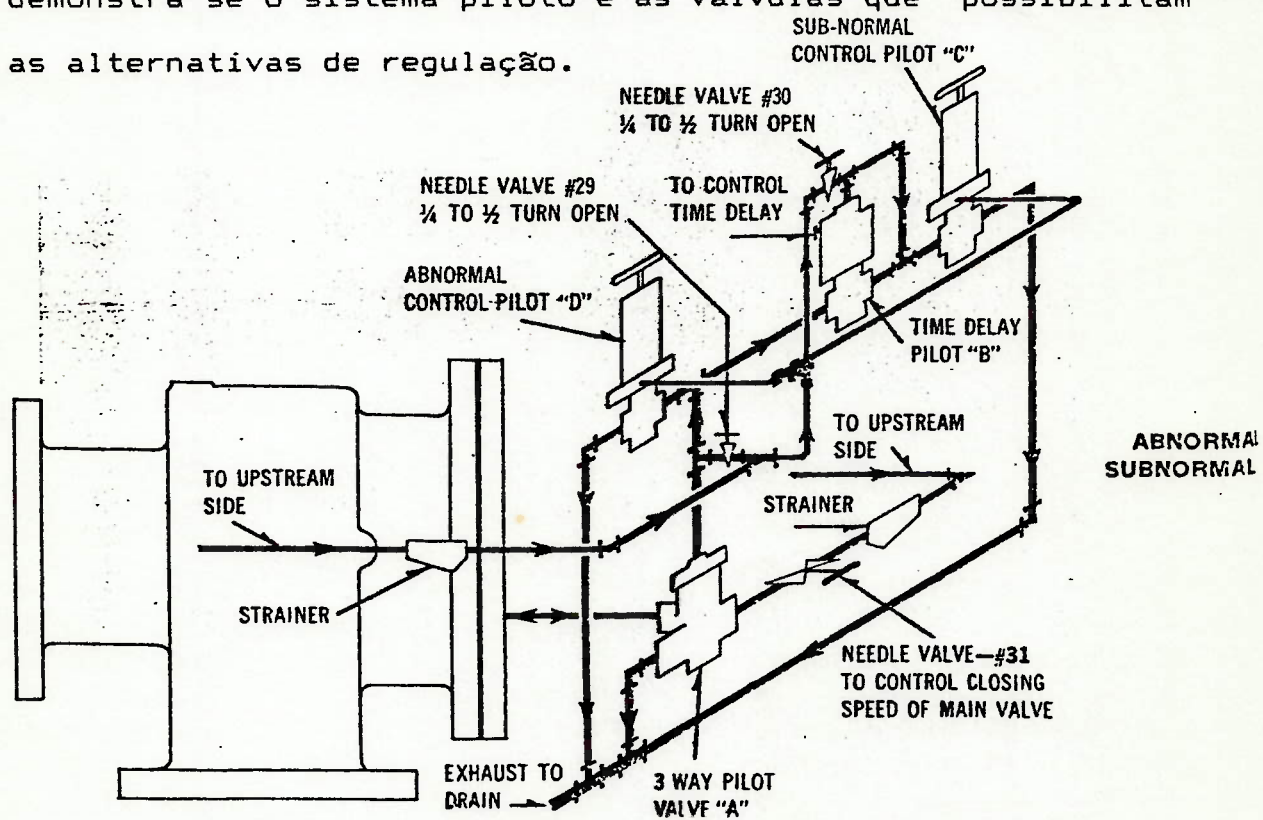 demonstra se o sistema piloto e as válvulas que possibilitam
as alternativas de regulação.
SUB-NORMAL
CONTROL PILOT “C”
NEEDLE VALVE #30
¼ TO ½ TURN OPEN
NEEDLE VALVE #29
¼ TO ½ TURN OPEN
TO CONTROL
TIME DELAY
ABNORMAL
CONTROL-PILOT “D”
TIME DELAY
PILOT “B”
TO UPSTREAM
SIDE
ABNORMAL
SUBNORMAL
TO UPSTREAM
SIDE
STRAINER
STRAINER
NEEDLE VALVE—#31
TO CONTROL CLOSING
SPEED OF MAIN VALVE
EXHAUST TO
DRAIN
3 WAY PILOT
VALVE “A”